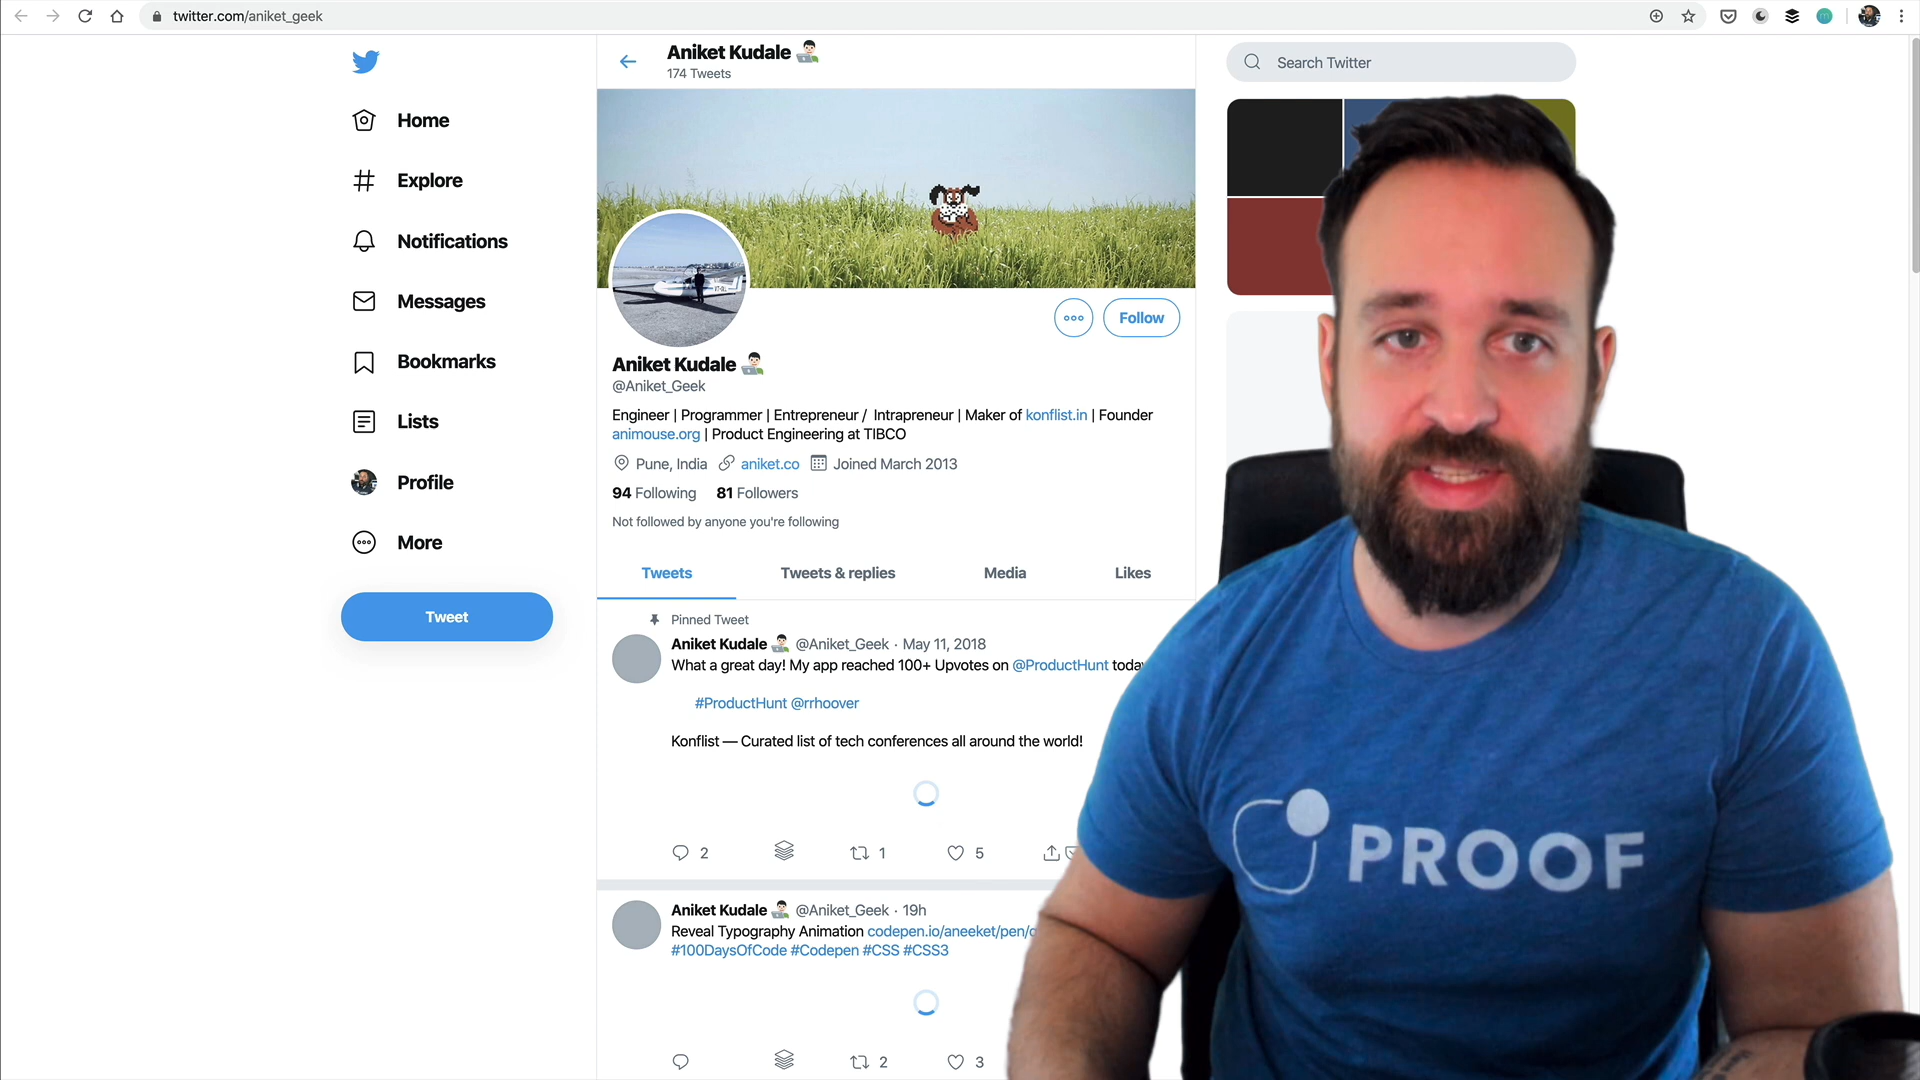 twitter.com/aniket_geek
Home
Explore
Notifications
Messages
Bookmarks
Lists
Profile
More
Tweet
Aniket Kudale
174 Tweets
Follow
Aniket Kudale
@Aniket_Geek
Engineer | Programmer | Entrepreneur / Intrapreneur | Maker of konflist.in | Founder
animouse.org | Product Engineering at TIBCO
Pune, India aniket.co Joined March 2013
94 Following 81 Followers
Not followed by anyone you're following
Tweets Tweets & replies Media Likes
Pinned Tweet
Aniket Kudale @Aniket_Geek · May 11, 2018
What a great day! My app reached 100+ Upvotes on @ProductHunt
#ProductHunt @rrhoover
Konflist — Curated list of tech conferences all around the world!
2 1 5
Aniket Kudale @Aniket_Geek · 19h
Reveal Typography Animation codepen.io/aneeket/pen/
#100DaysOfCode #Codepen #CSS #CSS3
2 3
Search Twitter
PROOF